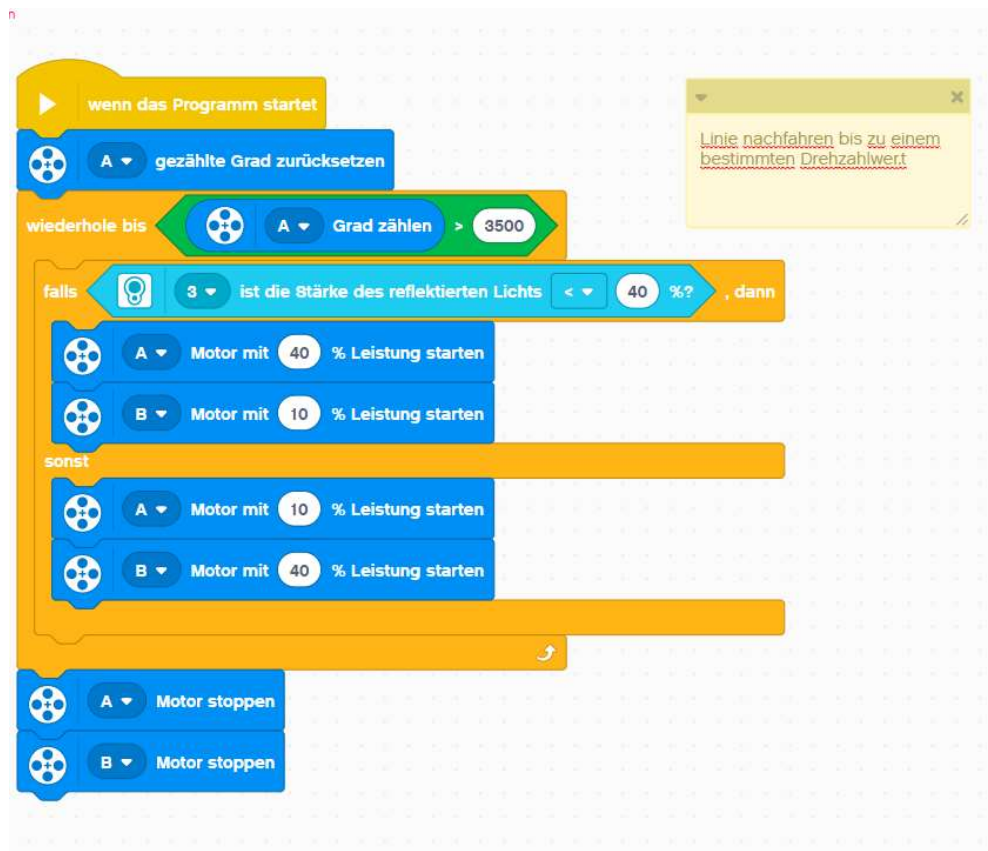 n
wenn das Programm startet
A gezählte Grad zurücksetzen
wiederhole bis A Grad zählen > 3500
falls 3 ist die Stärke des reflektierten Lichts < 40 %? , dann
A Motor mit 40 % Leistung starten
B Motor mit 10 % Leistung starten
sonst
A Motor mit 10 % Leistung starten
B Motor mit 40 % Leistung starten
A Motor stoppen
B Motor stoppen
Linie nachfahren bis zu einem
bestimmten Drehzahlwer.t